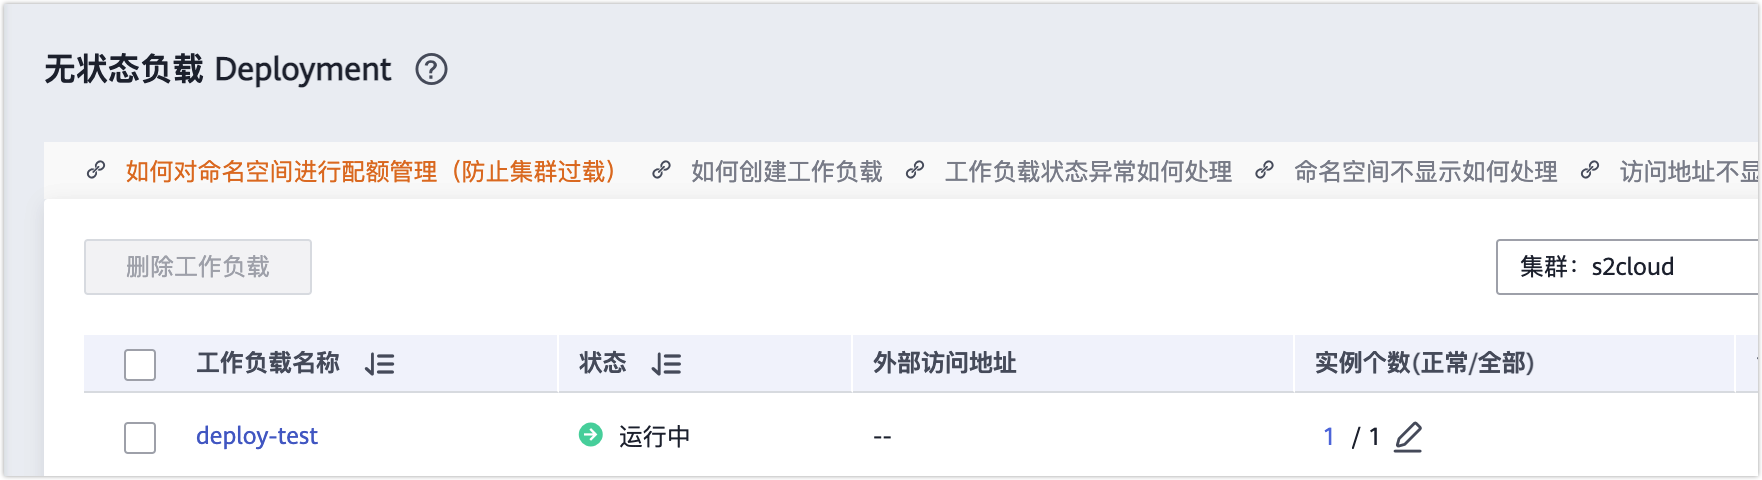 无状态负载 Deployment ?
如何对命名空间进行配额管理（防止集群过载） 如何创建工作负载 工作负载状态异常如何处理 命名空间不显示如何处理 访问地址不显
删除工作负载 集群：s2cloud
工作负载名称 状态 外部访问地址 实例个数(正常/全部)
deploy-test 运行中 -- 1 / 1